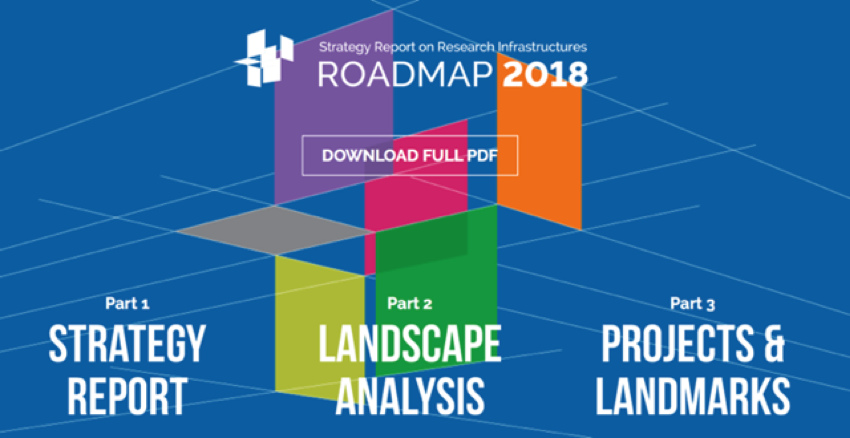 Strategy Report on Research Infrastructures
ROADMAP 2018
DOWNLOAD FULL PDF
Part 1
STRATEGY
REPORT
Part 2
LANDSCAPE
ANALYSIS
Part 3
PROJECTS &
LANDMARKS